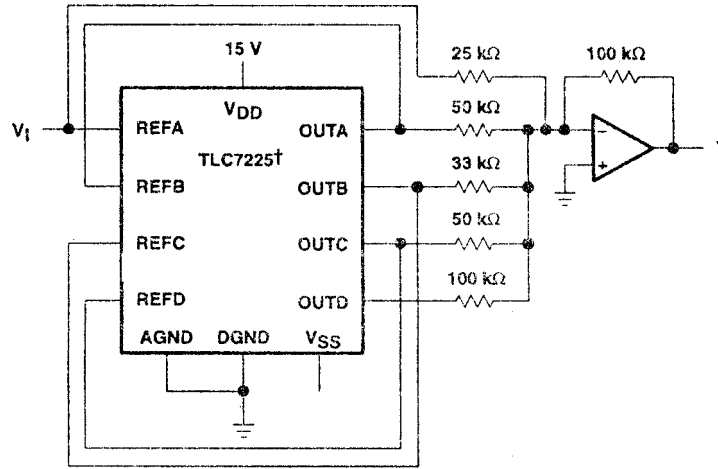 15 V
25 kΩ
100 kΩ
VDD
50 kΩ
VI
REFA
OUTA
TLC7225†
33 kΩ
REFB
OUTB
50 kΩ
REFC
OUTC
100 kΩ
REFD
OUTD
AGND
DGND
VSS
−
+